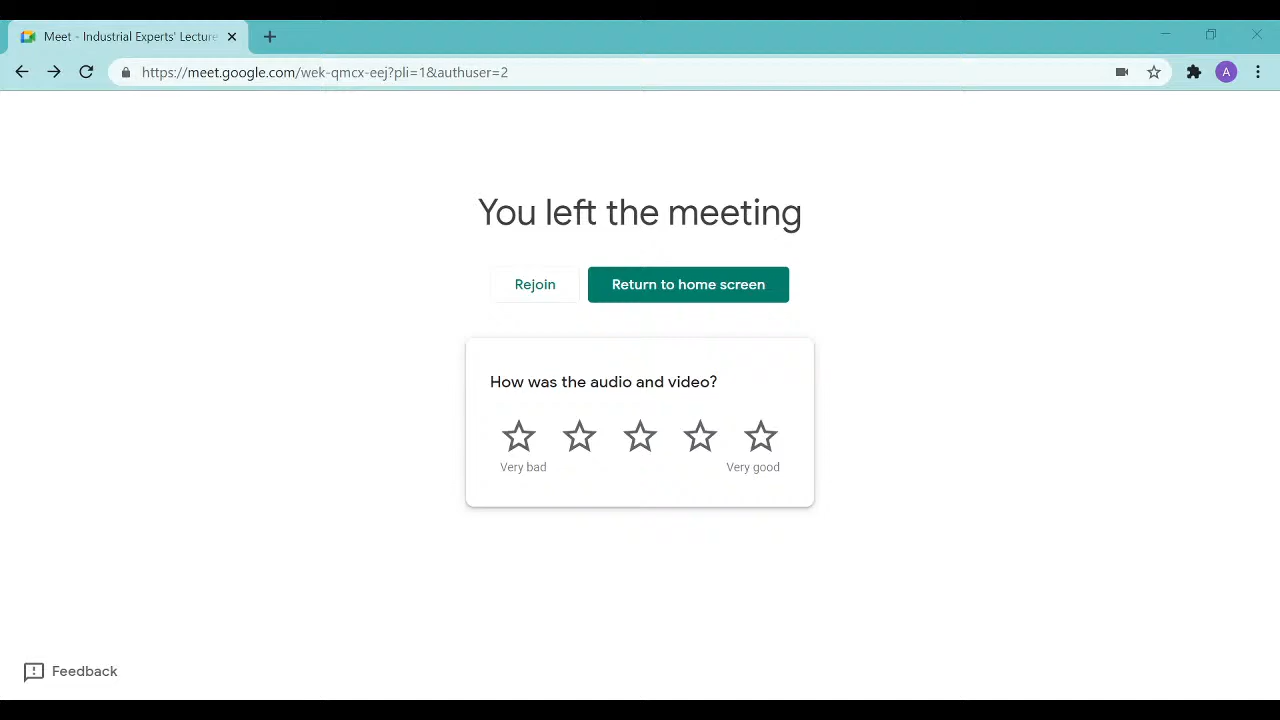 Meet - Industrial Experts' Lecture
https://meet.google.com/wek-qmcx-eej?pli=1&authuser=2
A
You left the meeting
Rejoin
Return to home screen
How was the audio and video?
Very bad
Very good
Feedback